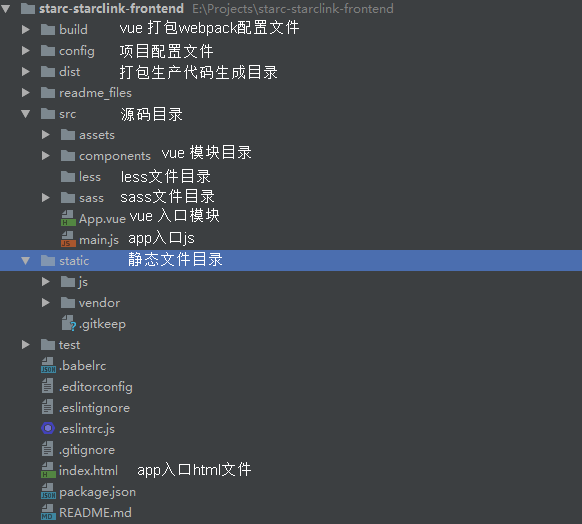 starc-starclink-frontend E:\Projects\starc-starclink-frontend
build vue 打包webpack配置文件
config 项目配置文件
dist 打包生产代码生成目录
readme_files
src 源码目录
assets
components vue 模块目录
less less文件目录
sass sass文件目录
App.vue vue 入口模块
main.js app入口js
static 静态文件目录
js
vendor
.gitkeep
test
.babelrc
.editorconfig
.eslintignore
.eslintrc.js
.gitignore
index.html app入口html文件
package.json
README.md